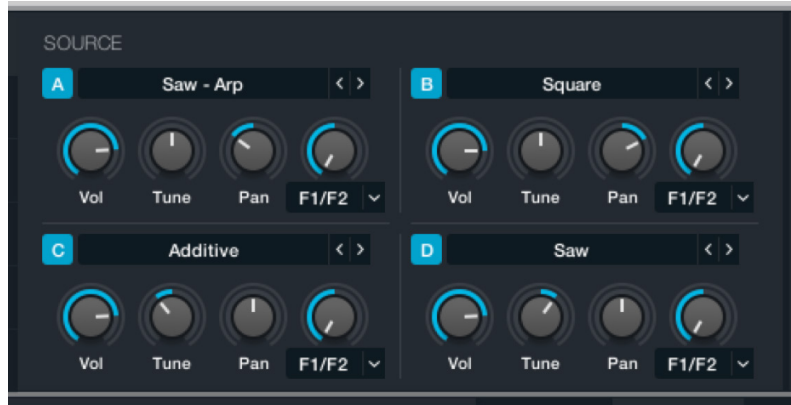 SOURCE
A Saw - Arp < >
Vol Tune Pan F1/F2
B Square < >
Vol Tune Pan F1/F2
C Additive < >
Vol Tune Pan F1/F2
D Saw < >
Vol Tune Pan F1/F2